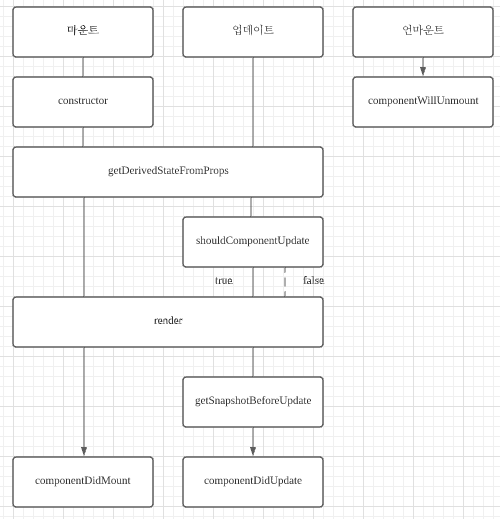 마운트
업데이트
언마운트
constructor
componentWillUnmount
getDerivedStateFromProps
shouldComponentUpdate
true
false
render
getSnapshotBeforeUpdate
componentDidMount
componentDidUpdate